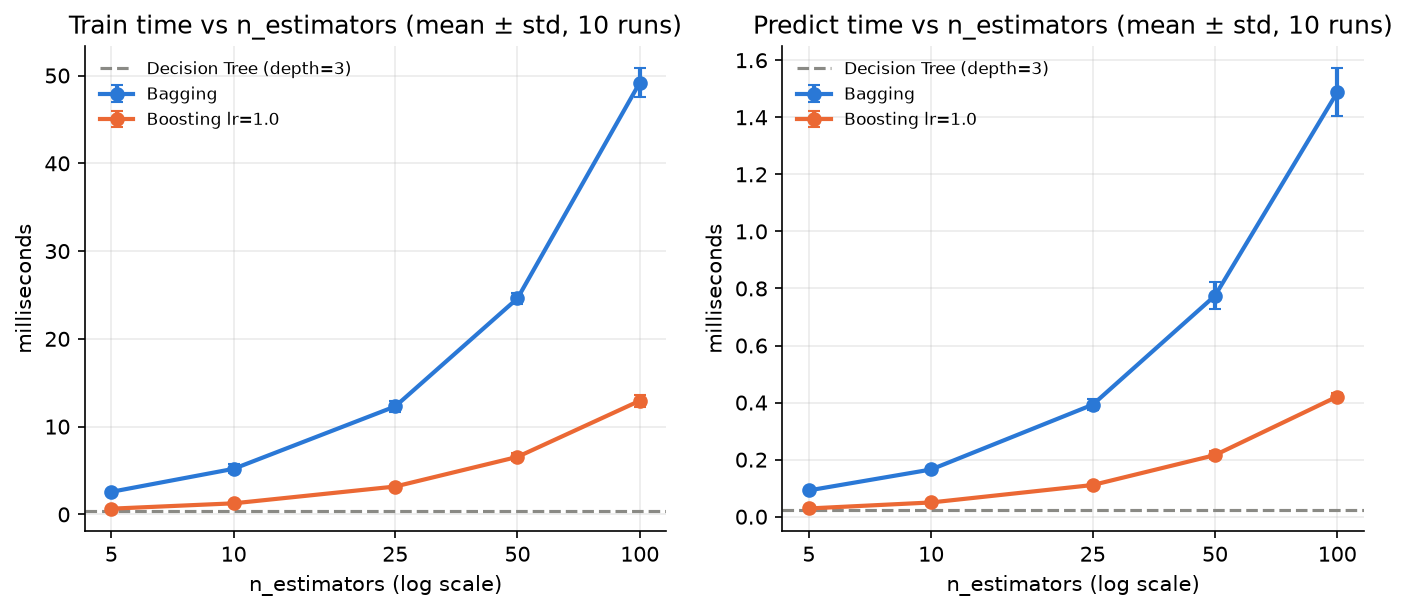 Train time vs n_estimators (mean ± std, 10 runs)
Decision Tree (depth=3)
Bagging
Boosting lr=1.0
50
40
30
20
10
0
milliseconds
5
10
25
50
100
n_estimators (log scale)
Predict time vs n_estimators (mean ± std, 10 runs)
Decision Tree (depth=3)
Bagging
Boosting lr=1.0
1.6
1.4
1.2
1.0
0.8
0.6
0.4
0.2
0.0
milliseconds
5
10
25
50
100
n_estimators (log scale)